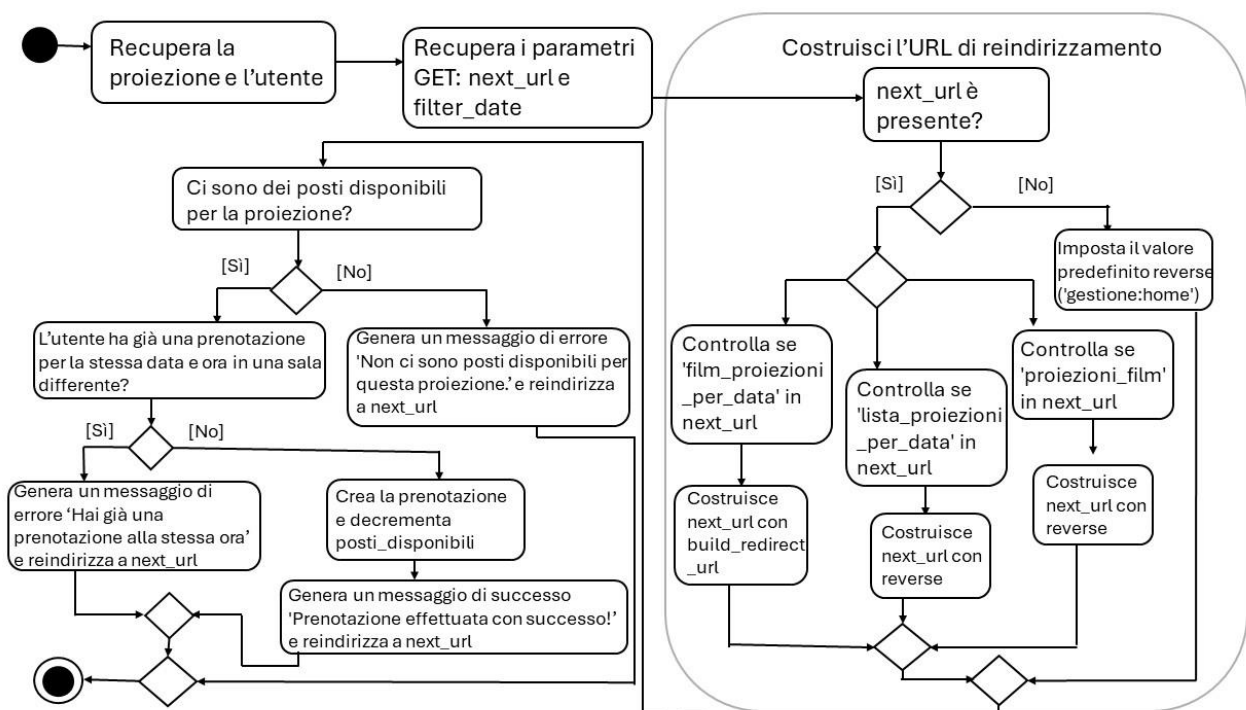 Recupera la
proiezione e l'utente
Recupera i parametri
GET: next_url e
filter_date
Costruisci l'URL di reindirizzamento
next_url è
presente?
[Sì]
[No]
Imposta il valore
predefinito reverse
('gestione:home')
Controlla se
'film_proiezioni
_per_data' in
next_url
Controlla se
'lista_proiezioni
_per_data' in
next_url
Controlla se
'proiezioni_film'
in next_url
Costruisce
next_url con
build_redirect
_url
Costruisce
next_url con
reverse
Costruisce
next_url con
reverse
Ci sono dei posti disponibili
per la proiezione?
[Sì]
[No]
L'utente ha già una prenotazione
per la stessa data e ora in una sala
differente?
Genera un messaggio di errore
'Non ci sono posti disponibili per
questa proiezione.' e reindirizza
a next_url
[Sì]
[No]
Genera un messaggio di
errore 'Hai già una
prenotazione alla stessa ora'
e reindirizza a next_url
Crea la prenotazione
e decrementa
posti_disponibili
Genera un messaggio di successo
'Prenotazione effettuata con successo!'
e reindirizza a next_url